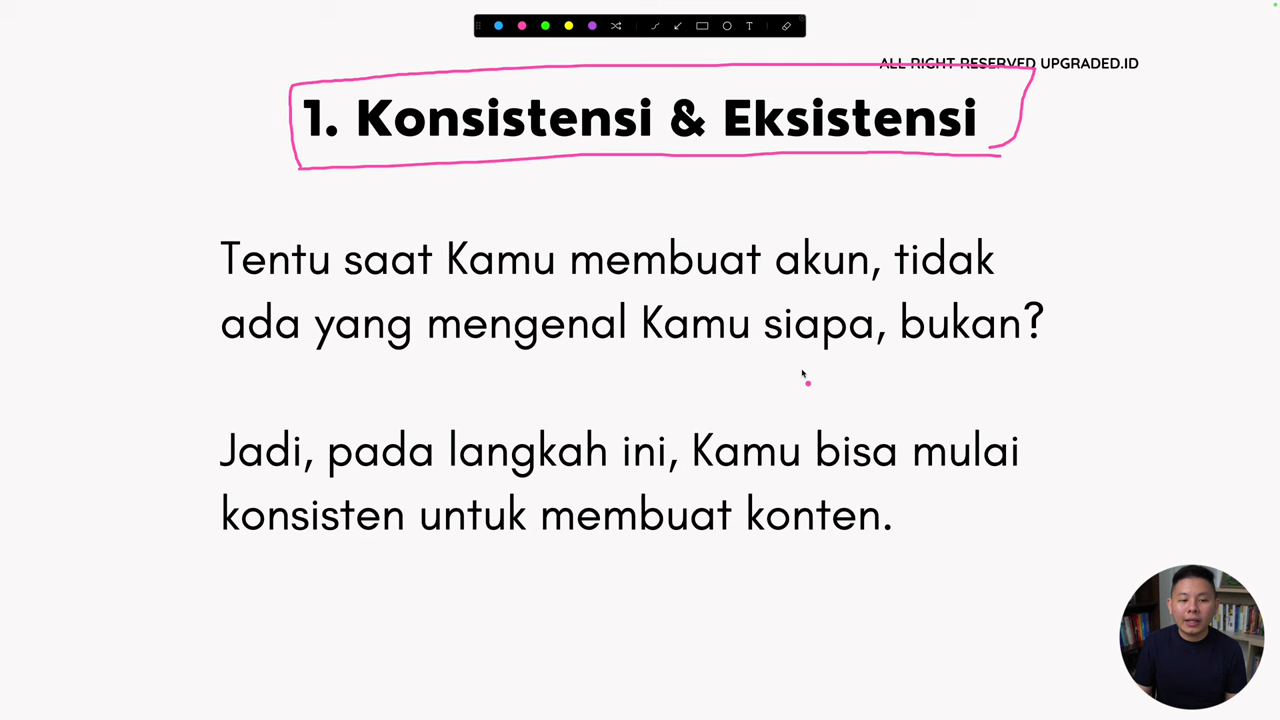 ALL RIGHT RESERVED UPGRADED.ID
1. Konsistensi & Eksistensi
Tentu saat Kamu membuat akun, tidak
ada yang mengenal Kamu siapa, bukan?
Jadi, pada langkah ini, Kamu bisa mulai
konsisten untuk membuat konten.